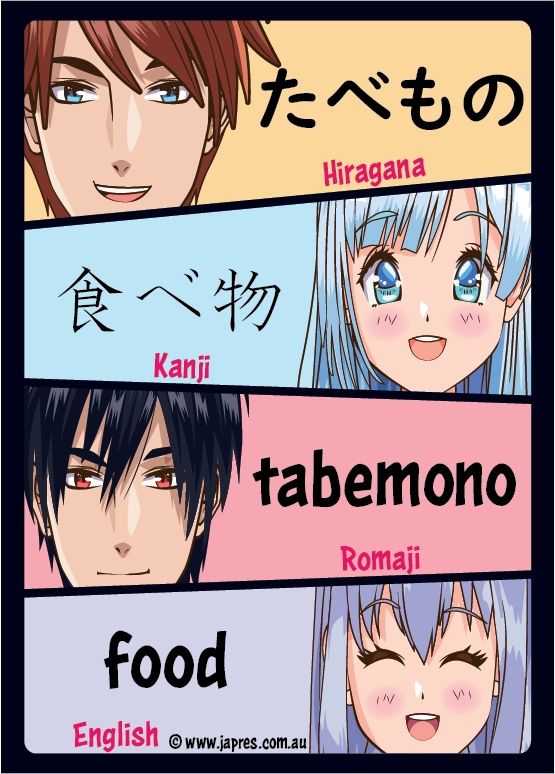 たべもの
Hiragana
食べ物
Kanji
tabemono
Romaji
food
English
© www.japres.com.au